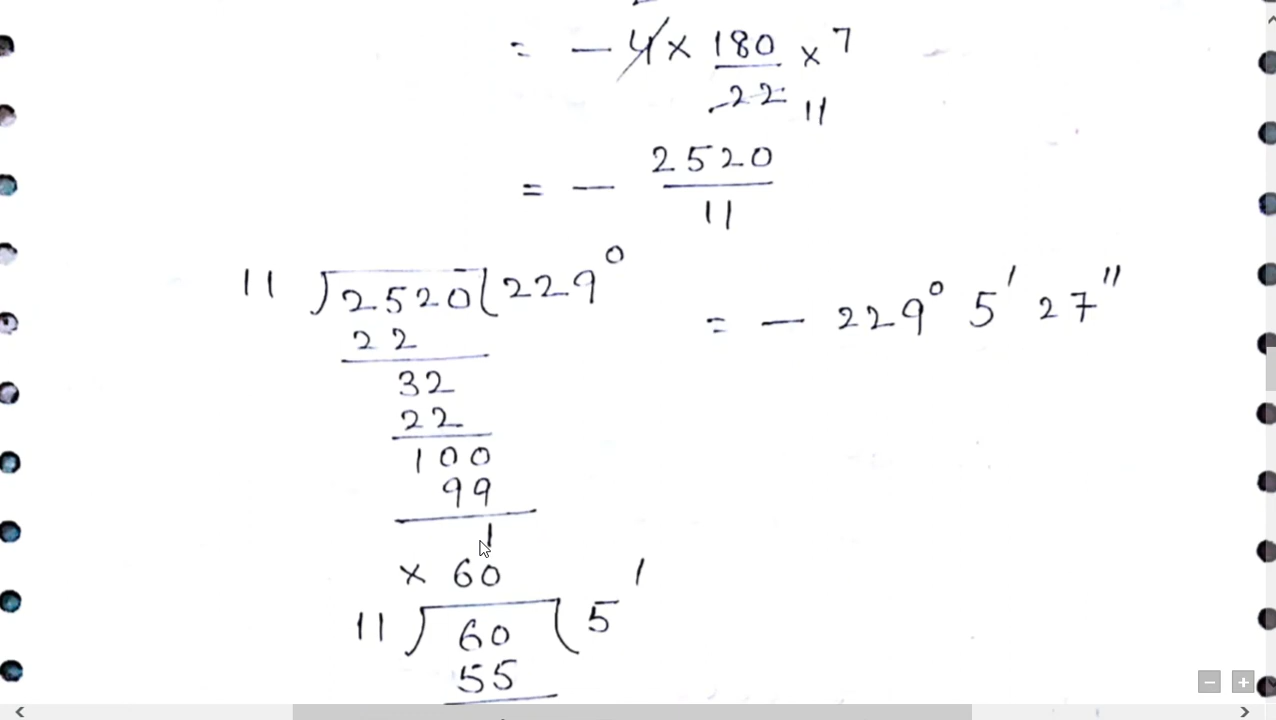 = - 4 × 180/22 × 7
11
= - 2520/11
11 ) 2520 ( 229°
= - 229° 5' 27"
22
32
22
100
99
1
× 60
11 ) 60 ( 5'
55